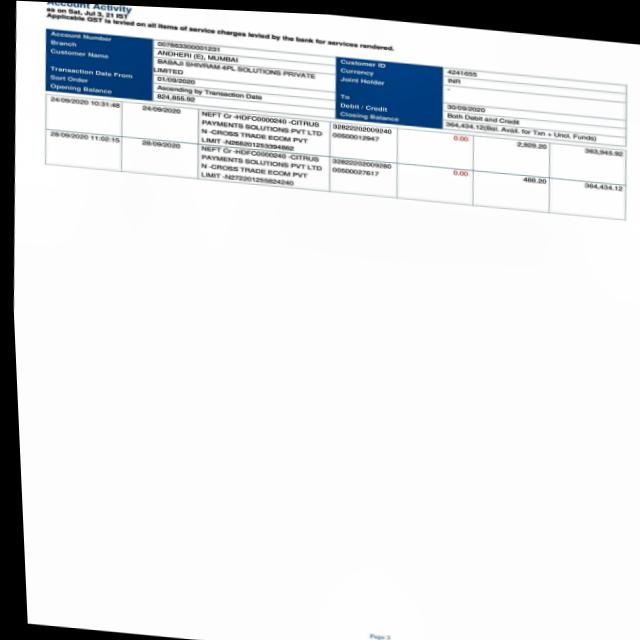 Account Activity
as on Sat, Jul 3, 21 IST
Applicable GST is levied on all items of service charges levied by the bank for services rendered.
Account Number 007863300001231 Customer ID 4241655
Branch ANDHERI (E), MUMBAI Currency INR
Customer Name BABAJI SHIVRAM-4PL SOLUTIONS PRIVATE LIMITED Joint Holder -
Transaction Date From 01/09/2020 To 30/09/2020
Sort Order Ascending by Transaction Date Debit / Credit Both Debit and Credit
Opening Balance 824,855.92 Closing Balance 364,434.12(Bal. Avail. for Txn + Uncl. Funds)
24/09/2020 10:31:48 24/09/2020 NEFT Cr -HDFC0000240 -CITRUS 32822202009240 0.00 2,929.20 363,945.92
PAYMENTS SOLUTIONS PVT LTD 00500012947
N -CROSS TRADE ECOM PVT
LIMIT -N268201253394862
28/09/2020 11:02:15 28/09/2020 NEFT Cr -HDFC0000240 -CITRUS 32822202009280 0.00 488.20 364,434.12
PAYMENTS SOLUTIONS PVT LTD 00500027617
N -CROSS TRADE ECOM PVT
LIMIT -N272201255824240
Page 3